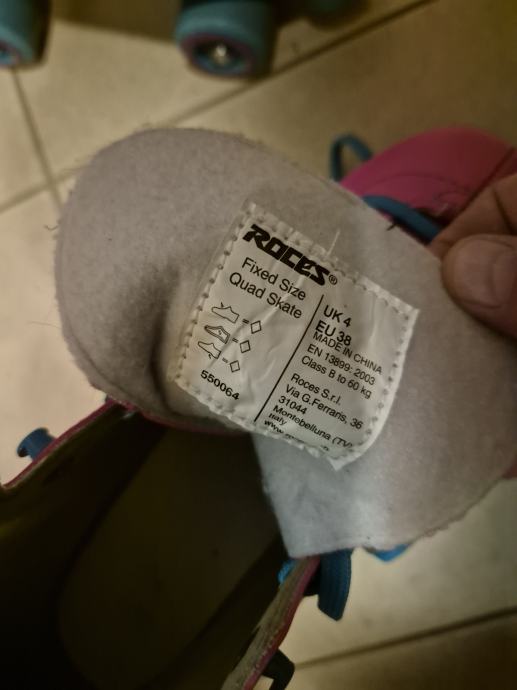 ROCES®
Fixed Size
Quad Skate
550064
UK 4
EU 38
MADE IN CHINA
EN 13899: 2003
Class B to 60 kg
Roces S.r.l.
Via G.Ferraris, 36
31044
Montebelluna (TV)
Italy